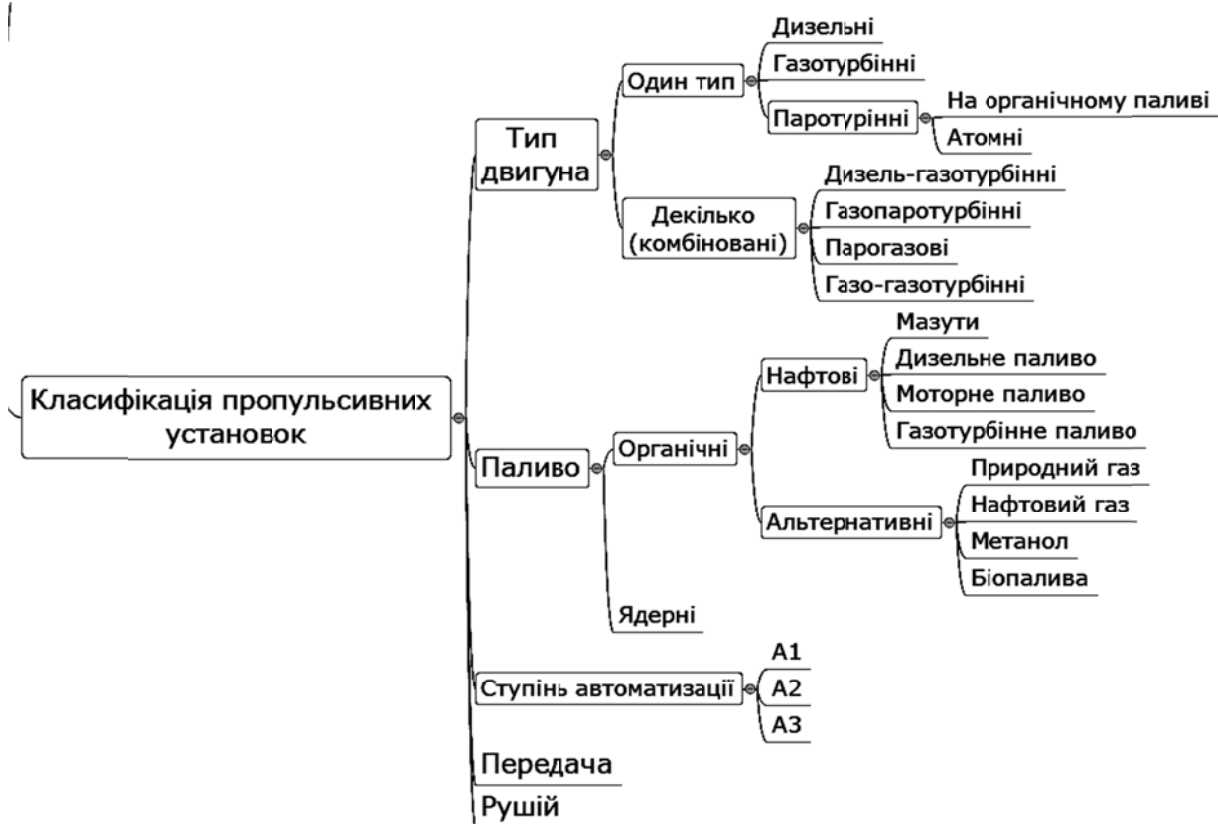 Дизельні
Газотурбінні
Один тип
На органічному паливі
Паротурінні
Атомні
Тип
двигуна
Дизель-газотурбінні
Декілька
(комбіновані)
Газопаротурбінні
Парогазові
Газо-газотурбінні
Мазути
Дизельне паливо
Нафтові
Моторне паливо
Газотурбінне паливо
Класифікація пропульсивних
установок
Паливо
Органічні
Природний газ
Нафтовий газ
Альтернативні
Метанол
Біопалива
Ядерні
А1
Ступінь автоматизації
А2
А3
Передача
Рушій